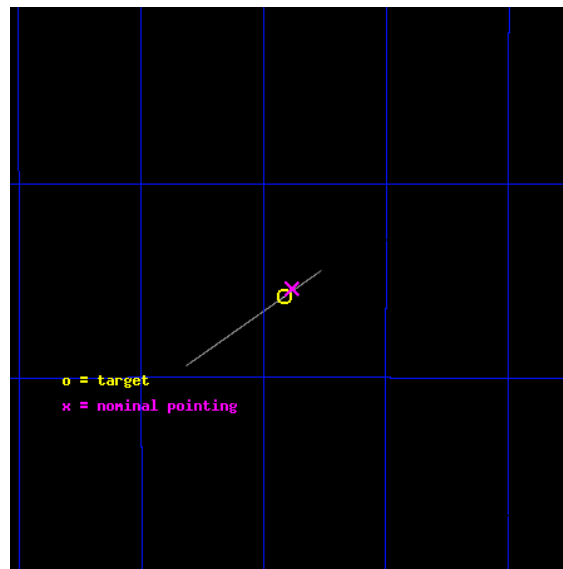 o = target
x = nominal pointing